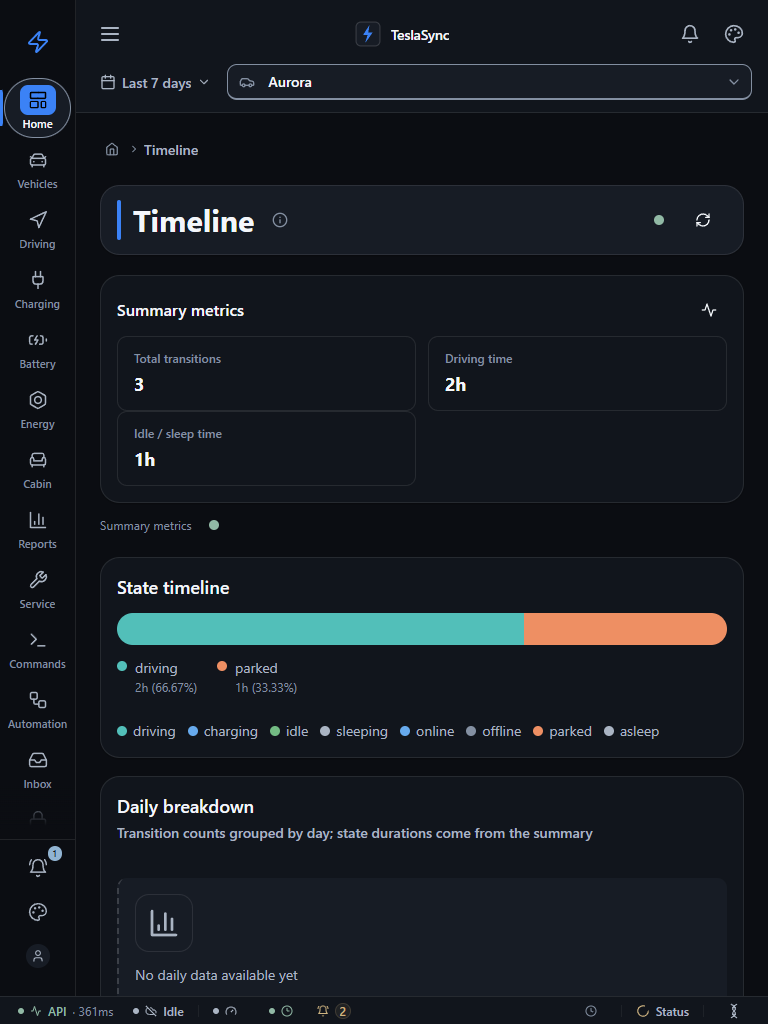 TeslaSync
Last 7 days
Aurora
Home
Vehicles
Driving
Charging
Battery
Energy
Cabin
Reports
Service
Commands
Automation
Inbox
1
Timeline
Timeline
Summary metrics
Total transitions
3
Driving time
2h
Idle / sleep time
1h
Summary metrics
State timeline
driving
2h (66.67%)
parked
1h (33.33%)
driving charging idle sleeping online offline parked asleep
Daily breakdown
Transition counts grouped by day; state durations come from the summary
No daily data available yet
API · 361ms Idle 2 Status